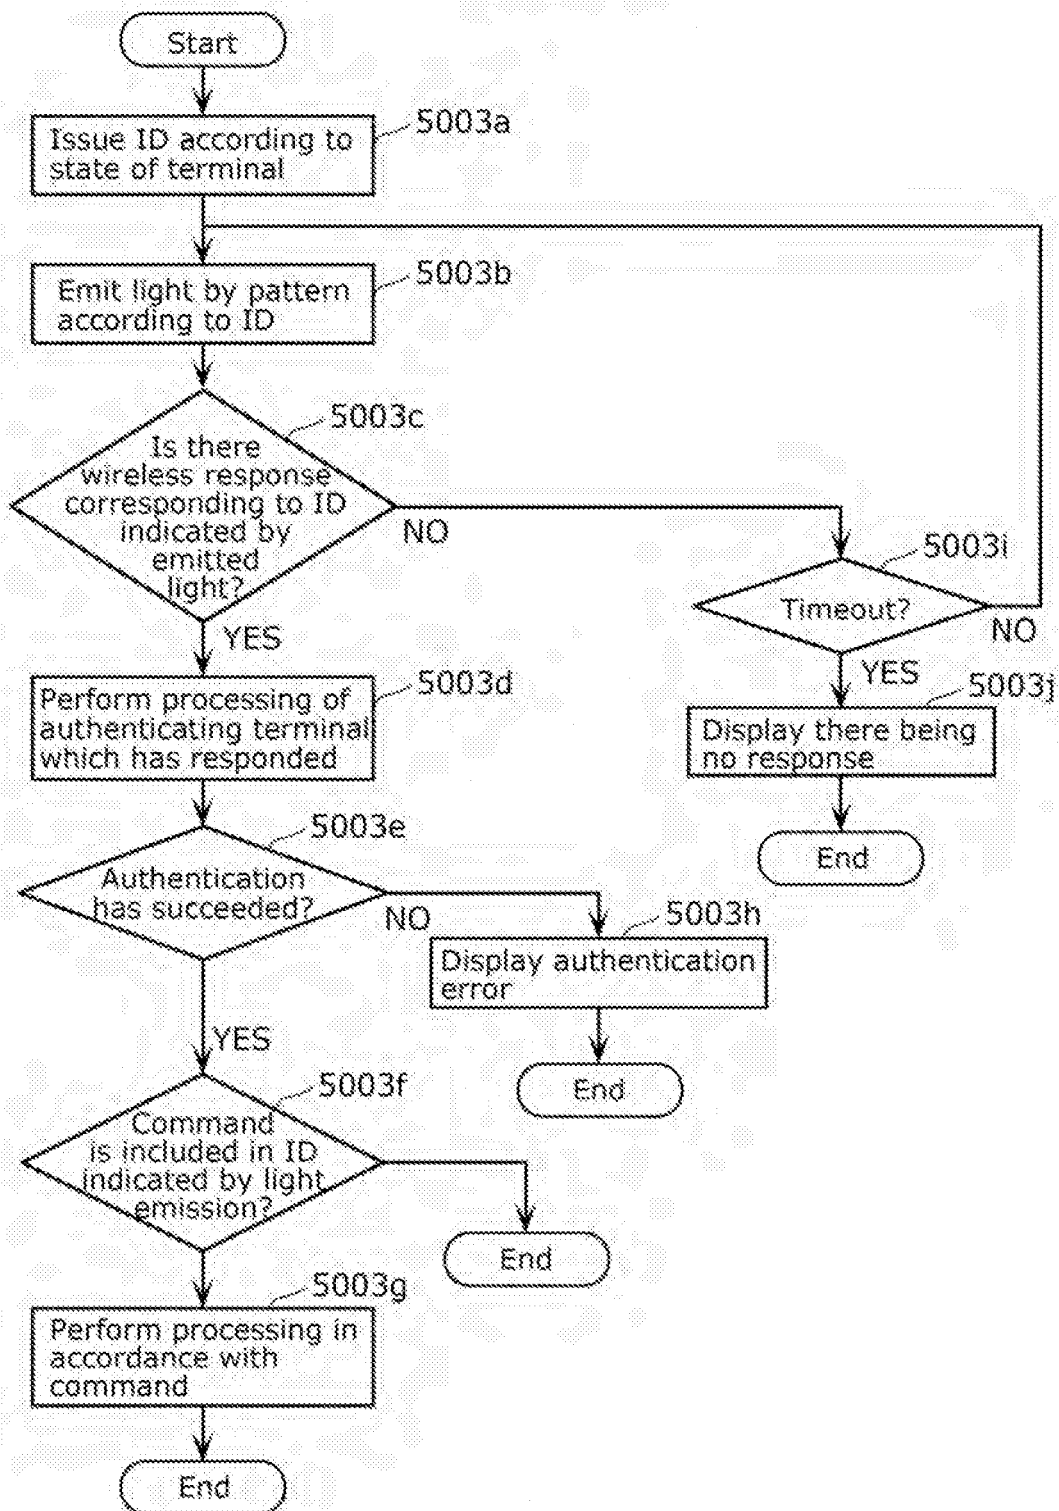 Start
5003a
Issue ID according to
state of terminal
5003b
Emit light by pattern
according to ID
5003c
Is there
wireless response
corresponding to ID
indicated by
emitted
light?
NO
YES
5003i
Timeout?
NO
YES
5003j
Display there being
no response
End
5003d
Perform processing of
authenticating terminal
which has responded
5003e
Authentication
has succeeded?
NO
YES
5003h
Display authentication
error
End
5003f
Command
is included in ID
indicated by light
emission?
End
5003g
Perform processing in
accordance with
command
End